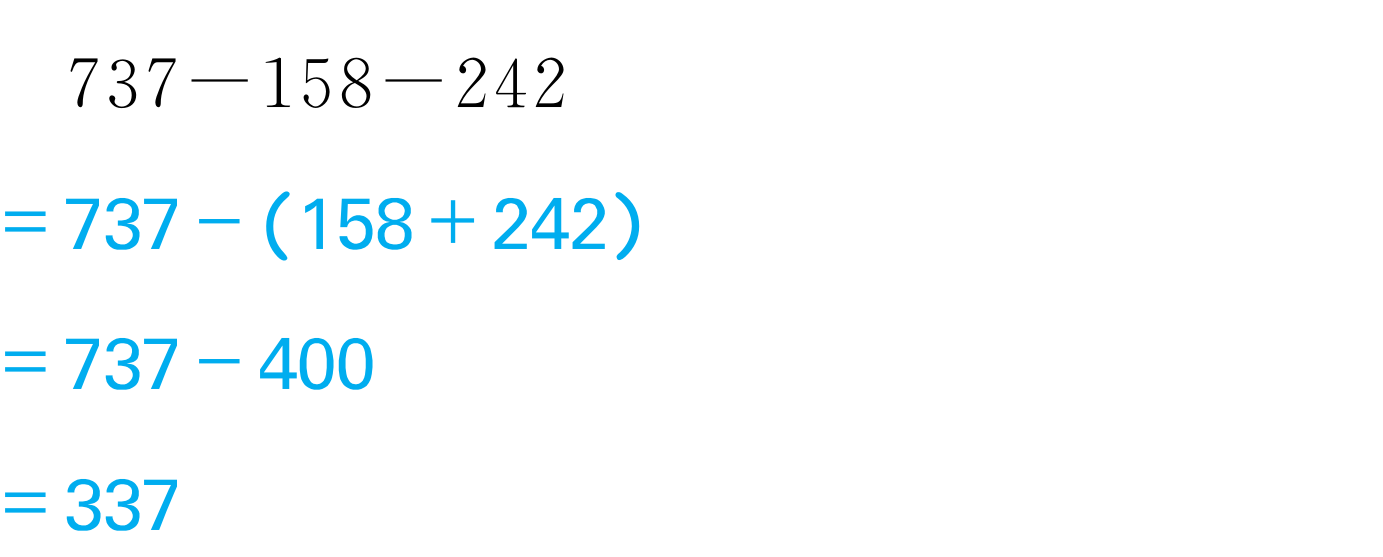 737－158－242
= 737 − (158 + 242)
= 737 − 400
= 337